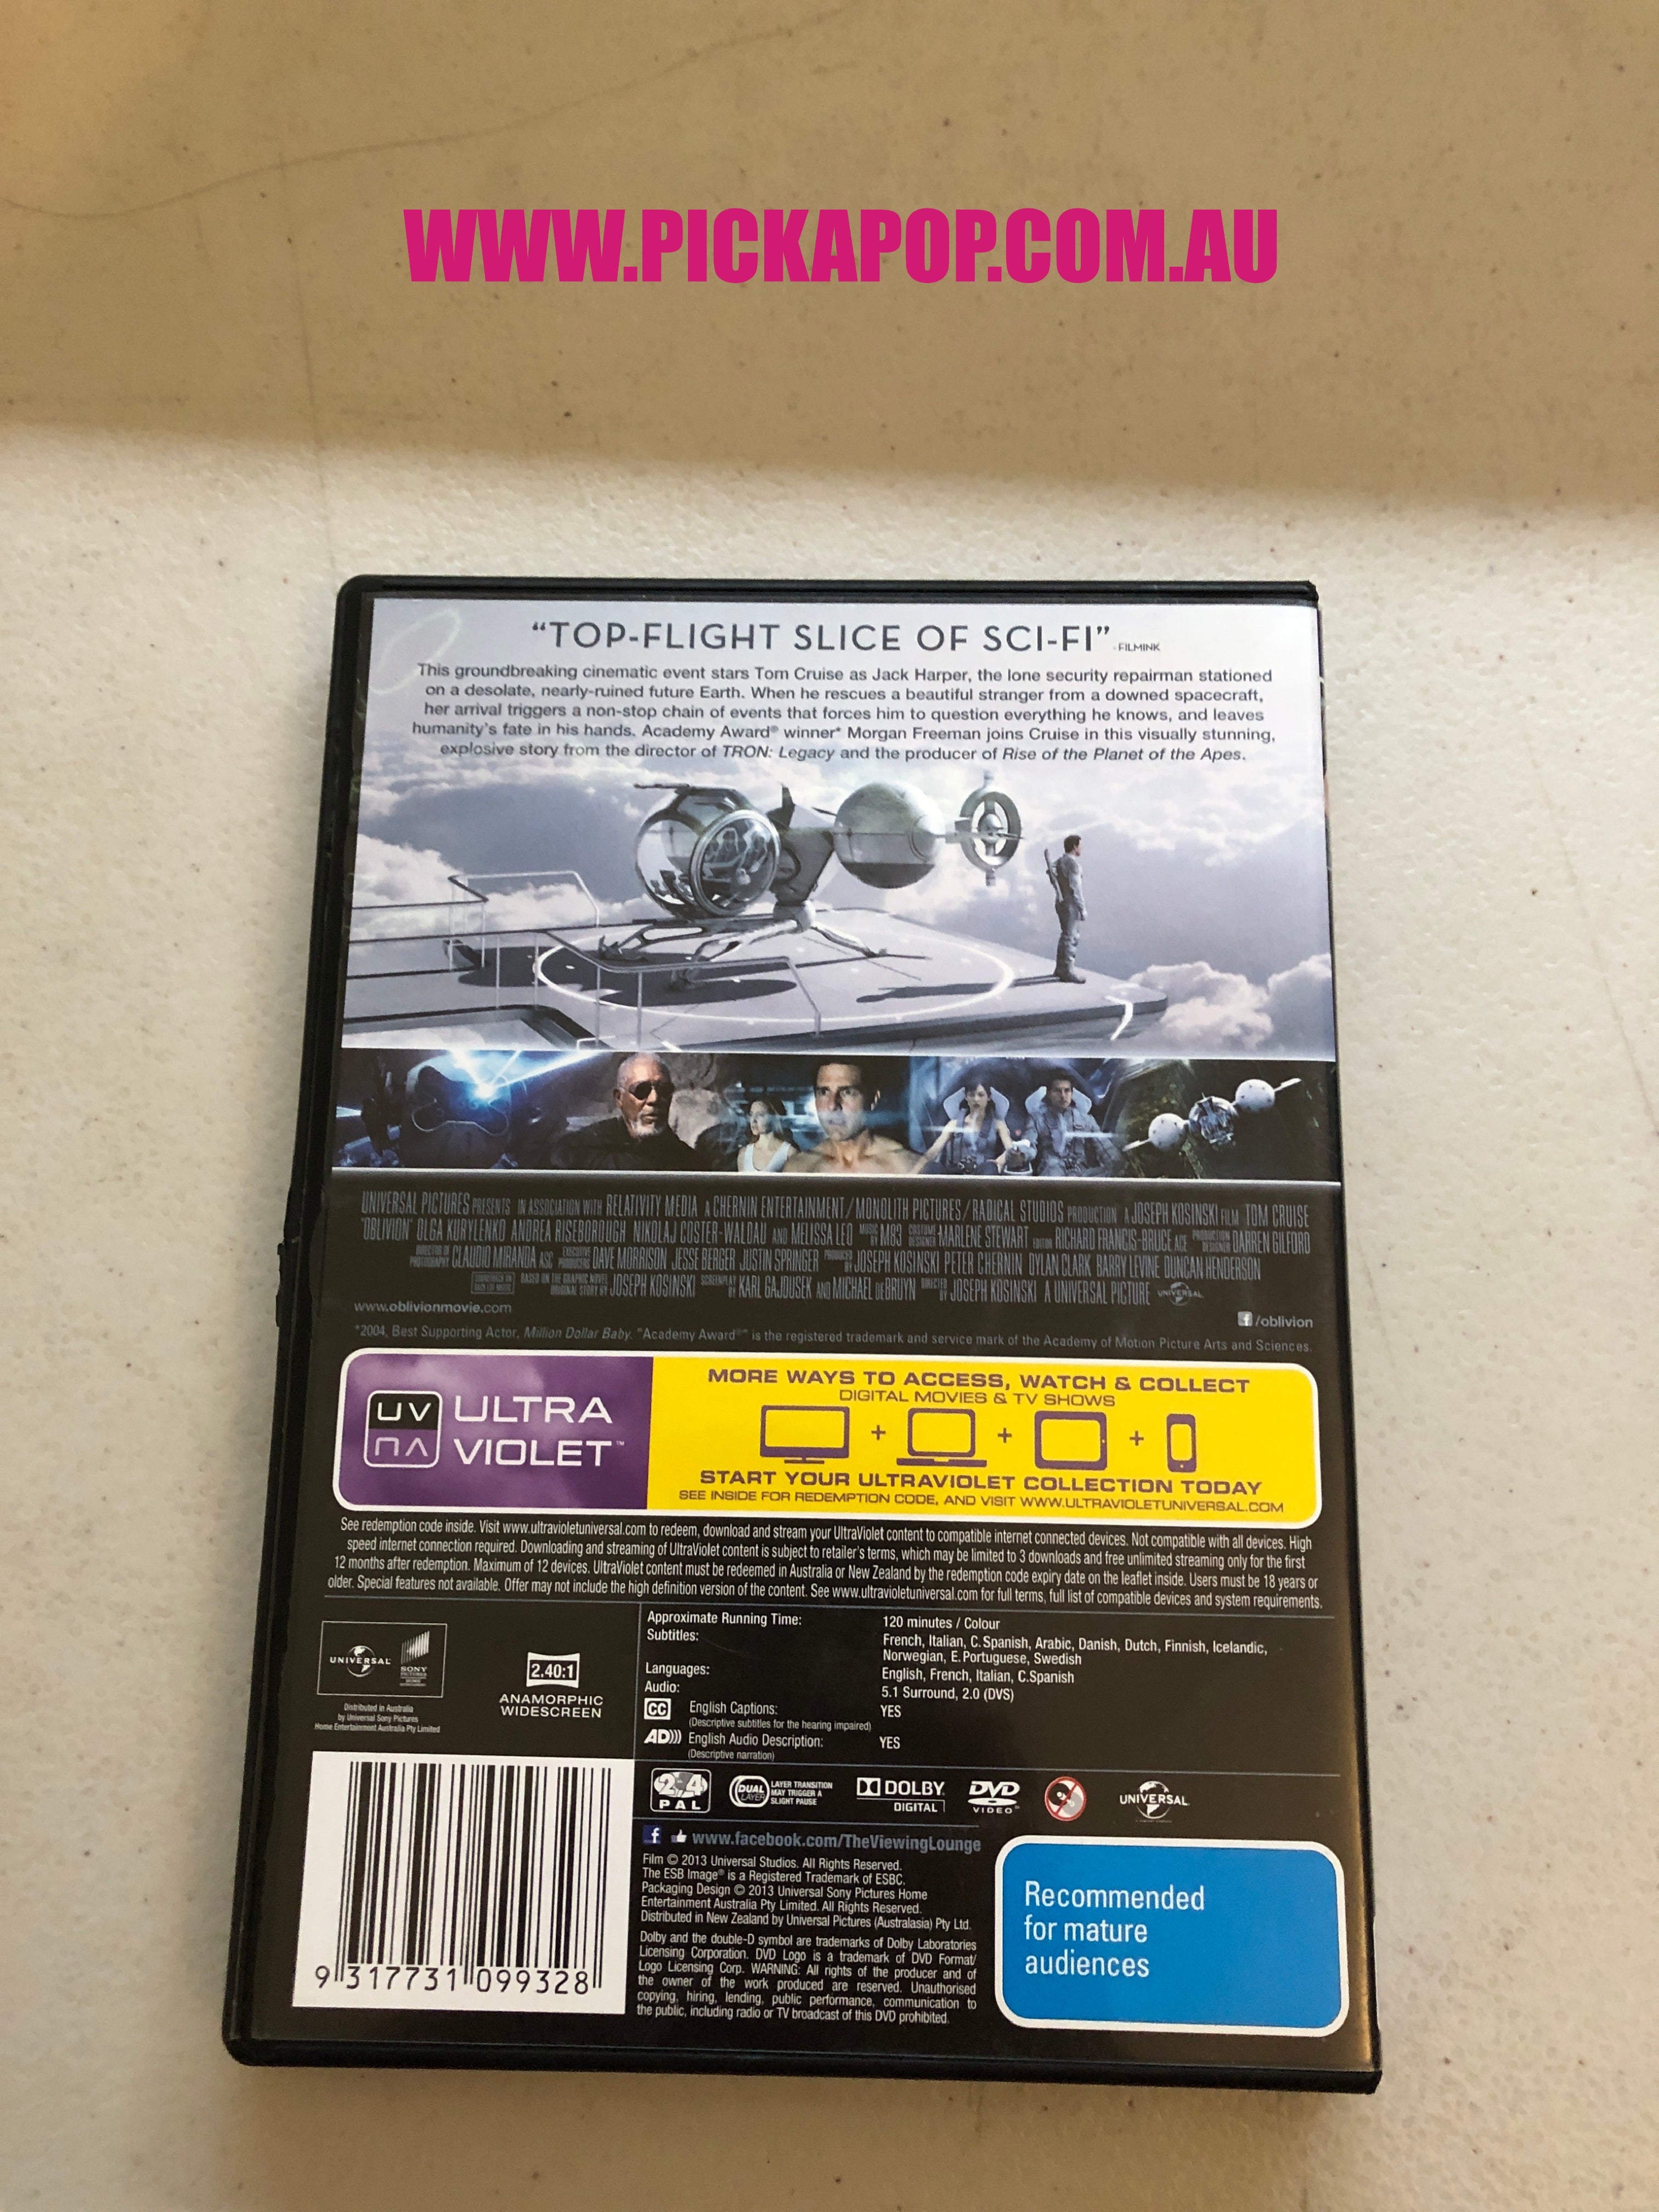 WWW.PICKAPOP.COM.AU
“TOP-FLIGHT SLICE OF SCI-FI” - FILMINK
This groundbreaking cinematic event stars Tom Cruise as Jack Harper, the lone security repairman stationed
on a desolate, nearly-ruined future Earth. When he rescues a beautiful stranger from a downed spacecraft,
her arrival triggers a non-stop chain of events that forces him to question everything he knows, and leaves
humanity's fate in his hands. Academy Award® winner* Morgan Freeman joins Cruise in this visually stunning,
explosive story from the director of TRON: Legacy and the producer of Rise of the Planet of the Apes.
UNIVERSAL PICTURES PRESENTS IN ASSOCIATION WITH RELATIVITY MEDIA A CHERNIN ENTERTAINMENT/MONOLITH PICTURES/RADICAL STUDIOS PRODUCTION A JOSEPH KOSINSKI FILM TOM CRUISE
"OBLIVION" OLGA KURYLENKO ANDREA RISEBOROUGH NIKOLAJ COSTER-WALDAU AND MELISSA LEO MUSIC BY M83 COSTUME DESIGNER MARLENE STEWART EDITOR RICHARD FRANCIS-BRUCE ACE PRODUCTION DESIGNER DARREN GILFORD
DIRECTOR OF PHOTOGRAPHY CLAUDIO MIRANDA ASC EXECUTIVE PRODUCERS DAVE MORRISON JESSE BERGER JUSTIN SPRINGER PRODUCED BY JOSEPH KOSINSKI PETER CHERNIN DYLAN CLARK BARRY LEVINE DUNCAN HENDERSON
BASED ON THE GRAPHIC NOVEL ORIGINAL STORY BY JOSEPH KOSINSKI SCREENPLAY BY KARL GAJDUSEK AND MICHAEL DEBRUYN DIRECTED BY JOSEPH KOSINSKI A UNIVERSAL PICTURE UNIVERSAL
www.oblivionmovie.com
f /oblivion
*2004, Best Supporting Actor, Million Dollar Baby. "Academy Award®" is the registered trademark and service mark of the Academy of Motion Picture Arts and Sciences.
UV
ULTRA
VIOLET™
MORE WAYS TO ACCESS, WATCH & COLLECT
DIGITAL MOVIES & TV SHOWS
+ + +
START YOUR ULTRAVIOLET COLLECTION TODAY
SEE INSIDE FOR REDEMPTION CODE, AND VISIT WWW.ULTRAVIOLETUNIVERSAL.COM
See redemption code inside. Visit www.ultravioletuniversal.com to redeem, download and stream your UltraViolet content to compatible internet connected devices. Not compatible with all devices. High
speed internet connection required. Downloading and streaming of UltraViolet content is subject to retailer's terms, which may be limited to 3 downloads and free unlimited streaming only for the first
12 months after redemption. Maximum of 12 devices. UltraViolet content must be redeemed in Australia or New Zealand by the redemption code expiry date on the leaflet inside. Users must be 18 years or
older. Special features not available. Offer may not include the high definition version of the content. See www.ultravioletuniversal.com for full terms, full list of compatible devices and system requirements.
UNIVERSAL
SONY
PICTURES
Distributed in Australia
by Universal Sony Pictures
Home Entertainment Australia Pty Limited
2.40:1
ANAMORPHIC
WIDESCREEN
Approximate Running Time: 120 minutes / Colour
Subtitles: French, Italian, C.Spanish, Arabic, Danish, Dutch, Finnish, Icelandic,
Norwegian, E.Portuguese, Swedish
Languages: English, French, Italian, C.Spanish
Audio: 5.1 Surround, 2.0 (DVS)
CC English Captions: YES
(Descriptive subtitles for the hearing impaired)
AD))) English Audio Description: YES
(Descriptive narration)
2 4
PAL
DUAL LAYER
LAYER TRANSITION
MAY TRIGGER A
SLIGHT PAUSE
DOLBY
DIGITAL
DVD
VIDEO
UNIVERSAL
f www.facebook.com/TheViewingLounge
Film © 2013 Universal Studios. All Rights Reserved.
The ESB Image® is a Registered Trademark of ESBC.
Packaging Design © 2013 Universal Sony Pictures Home
Entertainment Australia Pty Limited. All Rights Reserved.
Distributed in New Zealand by Universal Pictures (Australasia) Pty Ltd.
Dolby and the double-D symbol are trademarks of Dolby Laboratories
Licensing Corporation. DVD Logo is a trademark of DVD Format/
Logo Licensing Corp. WARNING: All rights of the producer and of
the owner of the work produced are reserved. Unauthorised
copying, hiring, lending, public performance, communication to
the public, including radio or TV broadcast of this DVD prohibited.
9 317731 099328
Recommended
for mature
audiences